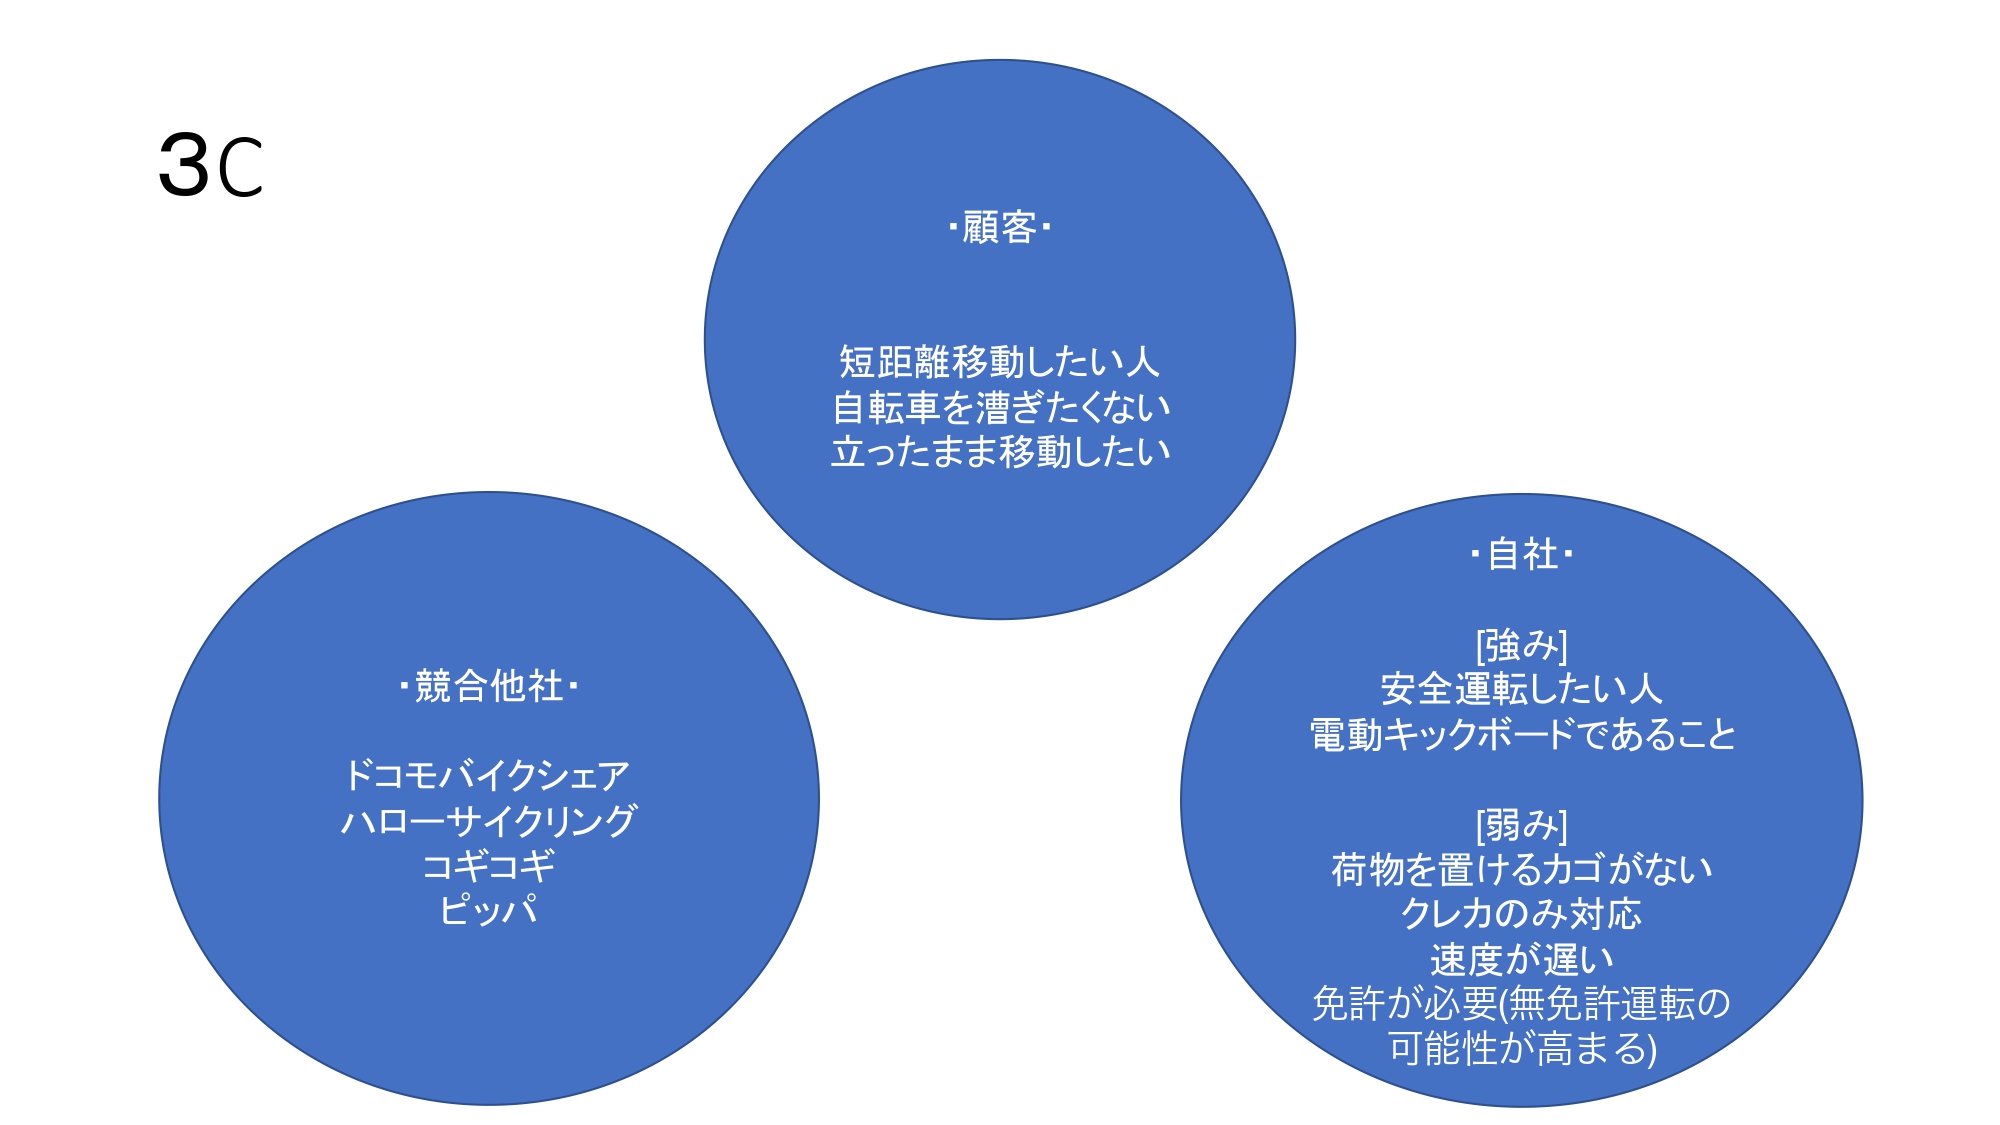 ３C
・顧客・
短距離移動したい人
自転車を漕ぎたくない
立ったまま移動したい
・競合他社・
ドコモバイクシェア
ハローサイクリング
コギコギ
ピッパ
・自社・
[強み]
安全運転したい人
電動キックボードであること
[弱み]
荷物を置けるカゴがない
クレカのみ対応
速度が遅い
免許が必要(無免許運転の
可能性が高まる)